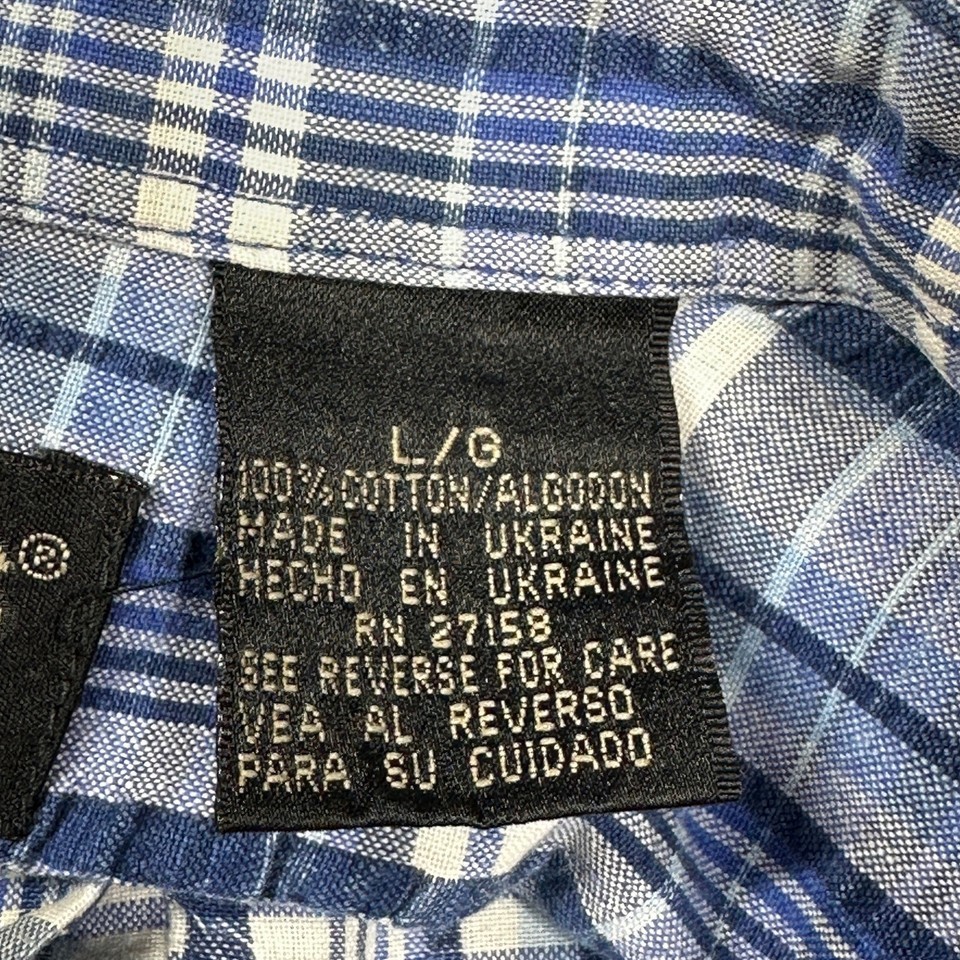 L/G
100% COTTON/ALGODON
MADE IN UKRAINE
HECHO EN UKRAINE
RN 27158
SEE REVERSE FOR CARE
VEA AL REVERSO
PARA SU CUIDADO
®